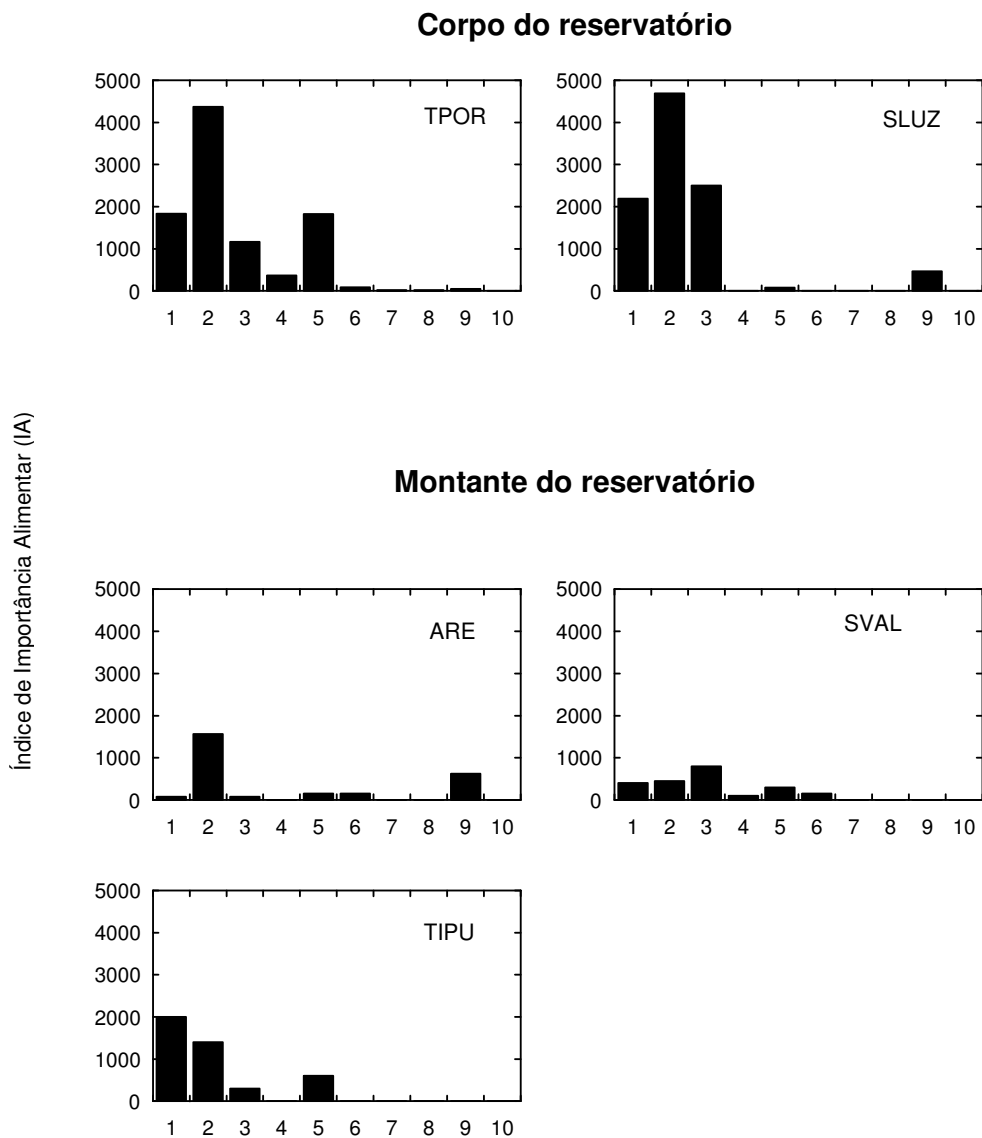 Corpo do reservatório
5000
4000
3000
2000
1000
0
TPOR
1 2 3 4 5 6 7 8 9 10
5000
4000
3000
2000
1000
0
SLUZ
1 2 3 4 5 6 7 8 9 10
Índice de Importância Alimentar (IA)
Montante do reservatório
5000
4000
3000
2000
1000
0
ARE
1 2 3 4 5 6 7 8 9 10
5000
4000
3000
2000
1000
0
SVAL
1 2 3 4 5 6 7 8 9 10
5000
4000
3000
2000
1000
0
TIPU
1 2 3 4 5 6 7 8 9 10